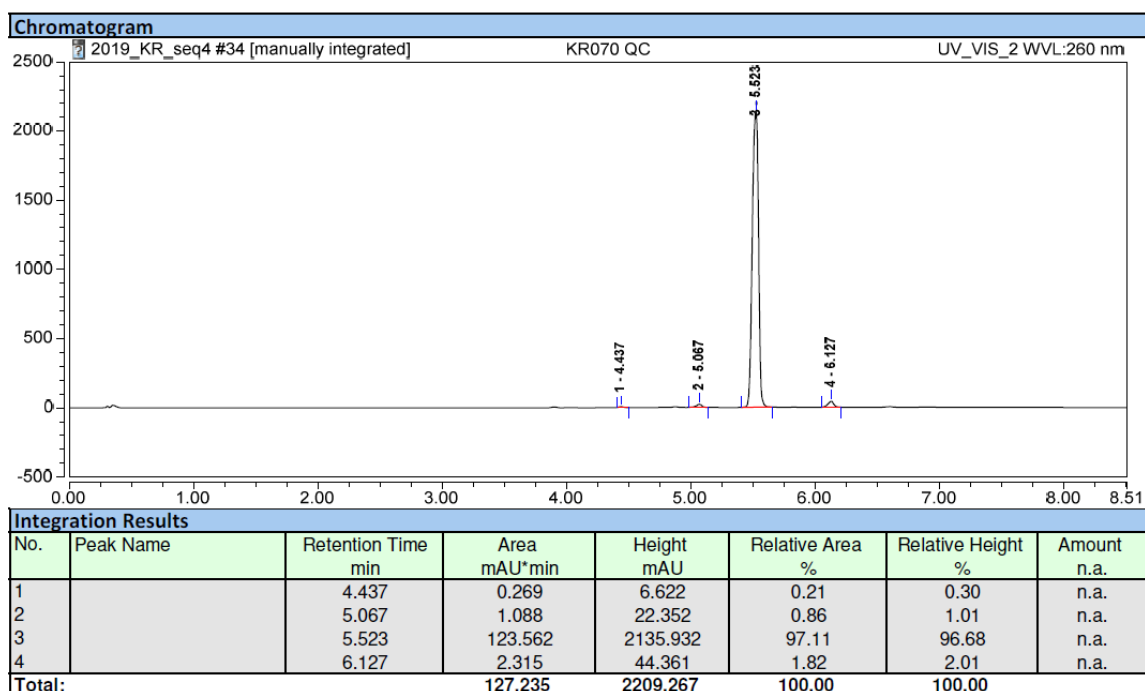 Chromatogram
2019_KR_seq4 #34 [manually integrated] KR070 QC UV_VIS_2 WVL:260 nm
2500
2000
1500
1000
500
0
-500
1 - 4.437
2 - 5.067
3 - 5.523
4 - 6.127
0.00 1.00 2.00 3.00 4.00 5.00 6.00 7.00 8.00 8.51
Integration Results
No. Peak Name Retention Time Area Height Relative Area Relative Height Amount
min mAU*min mAU % % n.a.
1 4.437 0.269 6.622 0.21 0.30 n.a.
2 5.067 1.088 22.352 0.86 1.01 n.a.
3 5.523 123.562 2135.932 97.11 96.68 n.a.
4 6.127 2.315 44.361 1.82 2.01 n.a.
Total: 127.235 2209.267 100.00 100.00